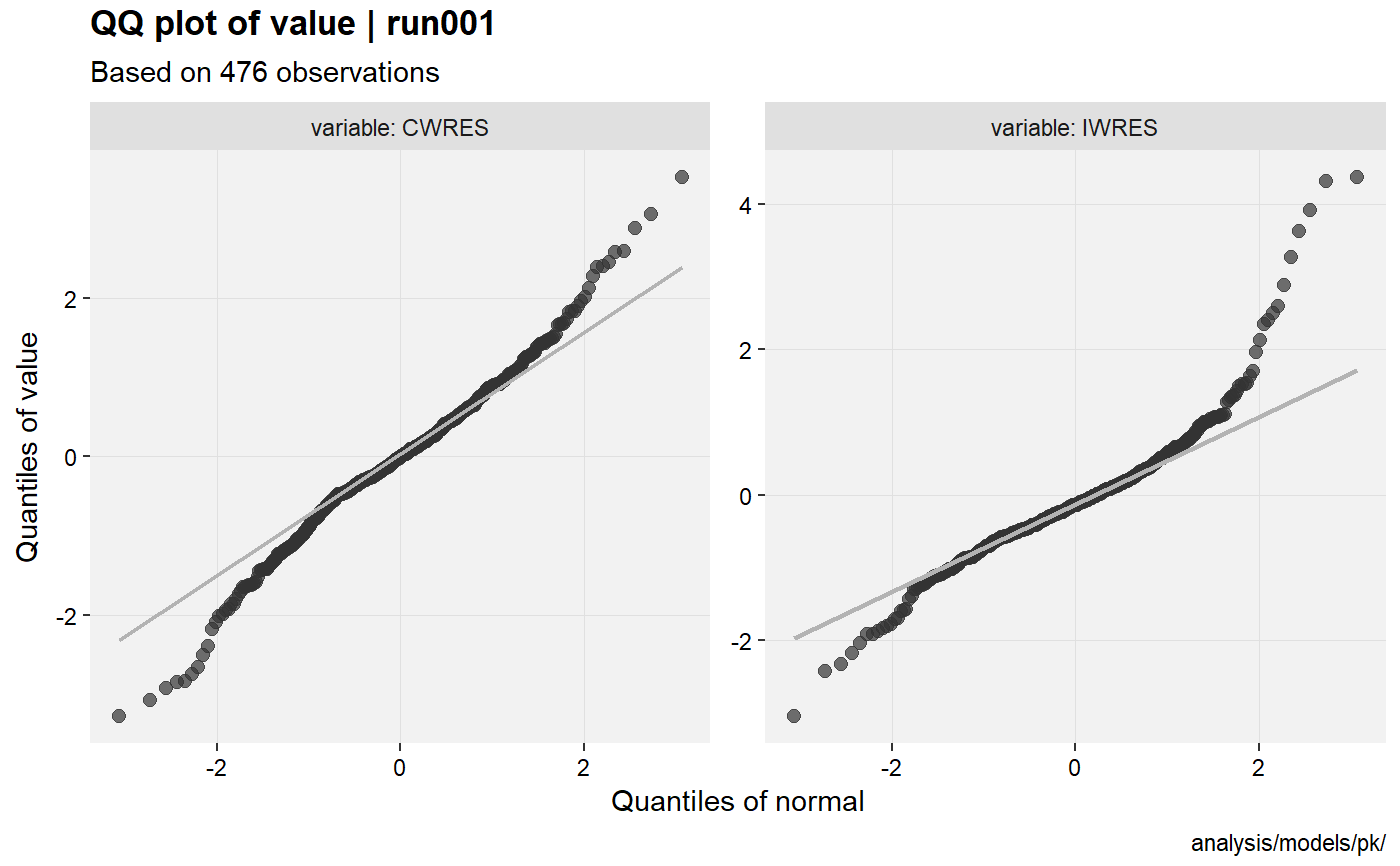 QQ plot of value | run001
Based on 476 observations
variable: CWRES
variable: IWRES
Quantiles of value
2
0
-2
4
2
0
-2
-2
0
2
-2
0
2
Quantiles of normal
analysis/models/pk/